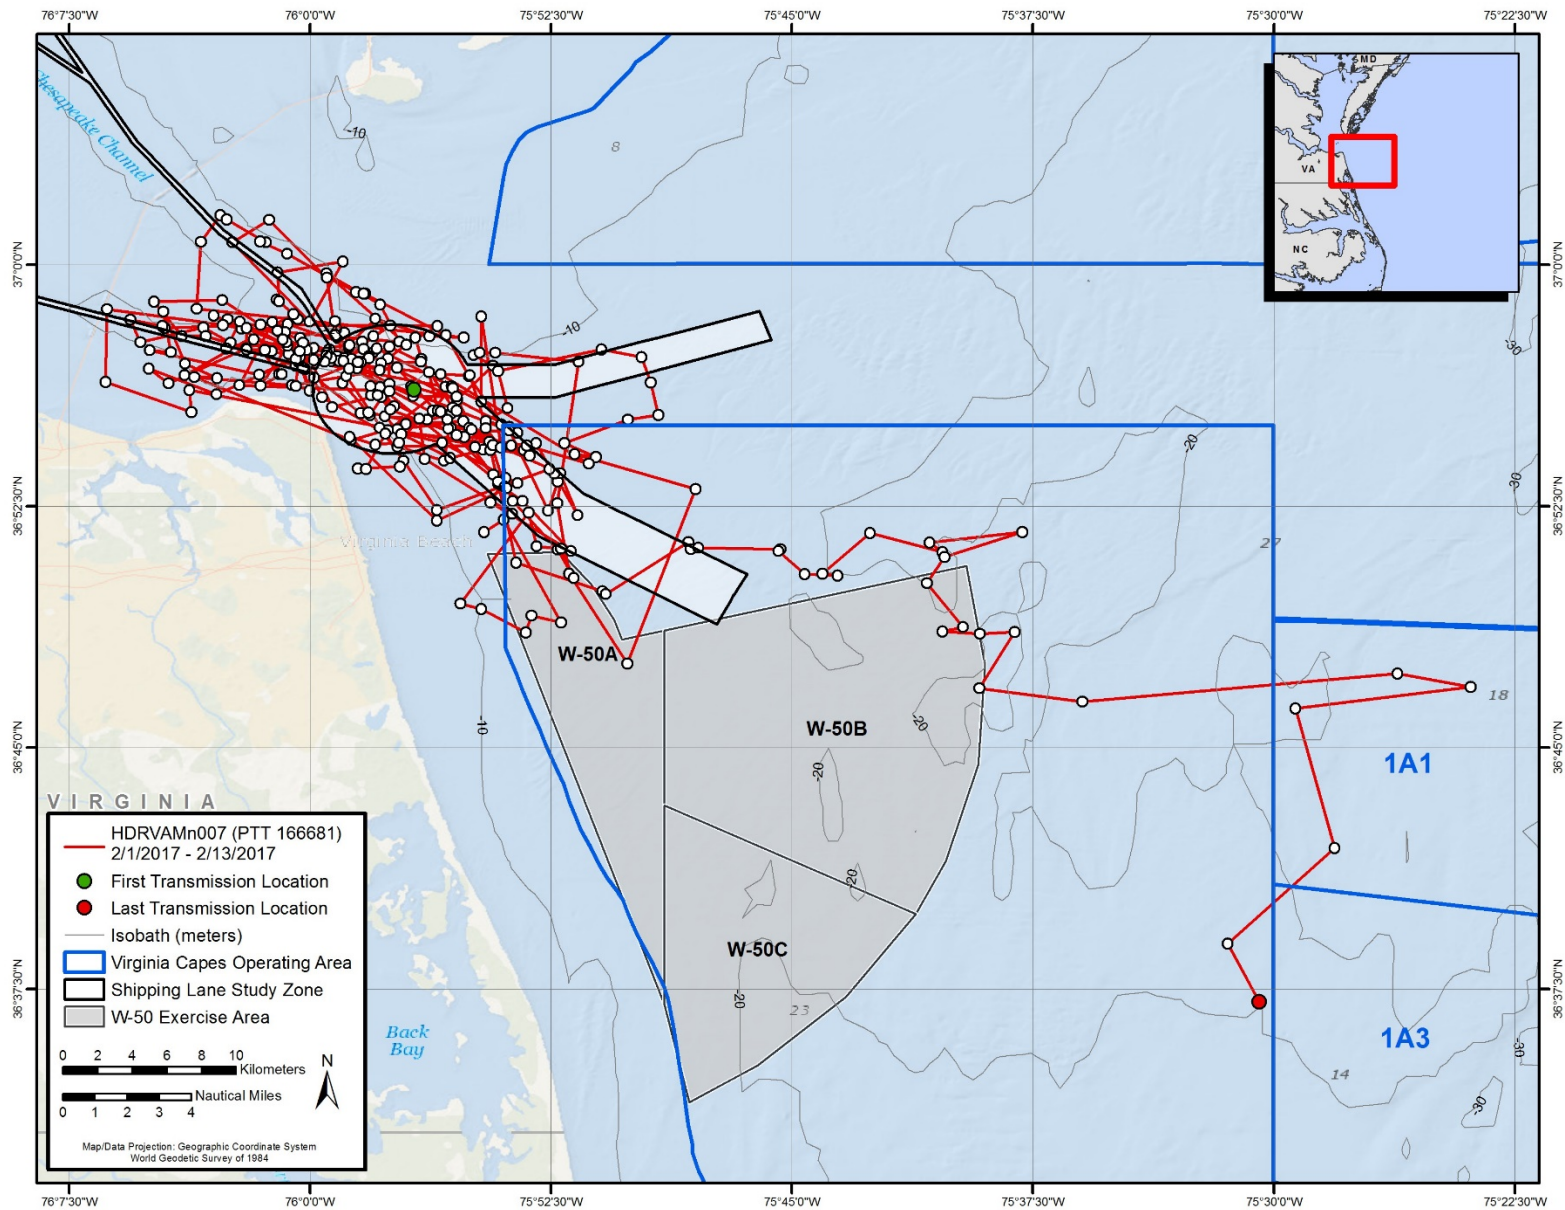 76°7'30"W
76°0'0"W
75°52'30"W
75°45'0"W
75°37'30"W
75°30'0"W
75°22'30"W
MD
VA
NC
Chesapeake Channel
-10
8
37°0'0"N
37°0'0"N
-10
-30
-20
30
36°52'30"N
36°52'30"N
Virginia Beach
27
W-50A
18
-10
-20
W-50B
36°45'0"N
36°45'0"N
1A1
-20
VIRGINIA
HDRVAMn007 (PTT 166681)
2/1/2017 - 2/13/2017
First Transmission Location
Last Transmission Location
Isobath (meters)
Virginia Capes Operating Area
Shipping Lane Study Zone
W-50 Exercise Area
0 2 4 6 8 10
Kilometers
N
Nautical Miles
0 1 2 3 4
Map/Data Projection: Geographic Coordinate System
World Geodetic Survey of 1984
-20
W-50C
-20
23
36°37'30"N
36°37'30"N
Back
Bay
1A3
-30
14
-30
76°7'30"W
76°0'0"W
75°52'30"W
75°45'0"W
75°37'30"W
75°30'0"W
75°22'30"W